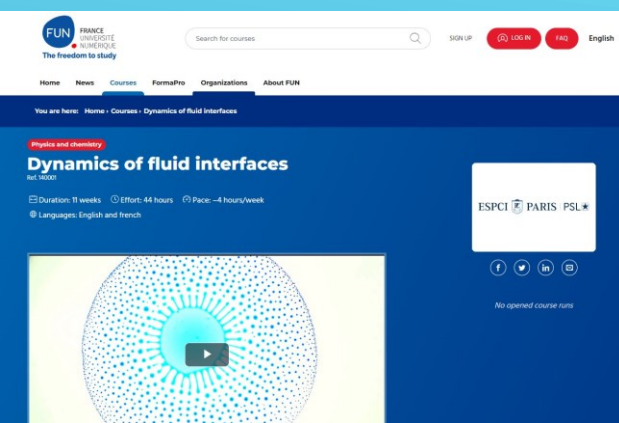 FUN
FRANCE
UNIVERSITÉ
NUMÉRIQUE
The freedom to study
Search for courses
SIGN UP
LOG IN
FAQ
English
Home News Courses FormaPro Organizations About FUN
You are here: Home › Courses › Dynamics of fluid interfaces
Physics and chemistry
Dynamics of fluid interfaces
Ref. 140001
Duration: 11 weeks Effort: 44 hours Pace: ~4 hours/week
Languages: English and french
ESPCI PARIS PSL★
No opened course runs